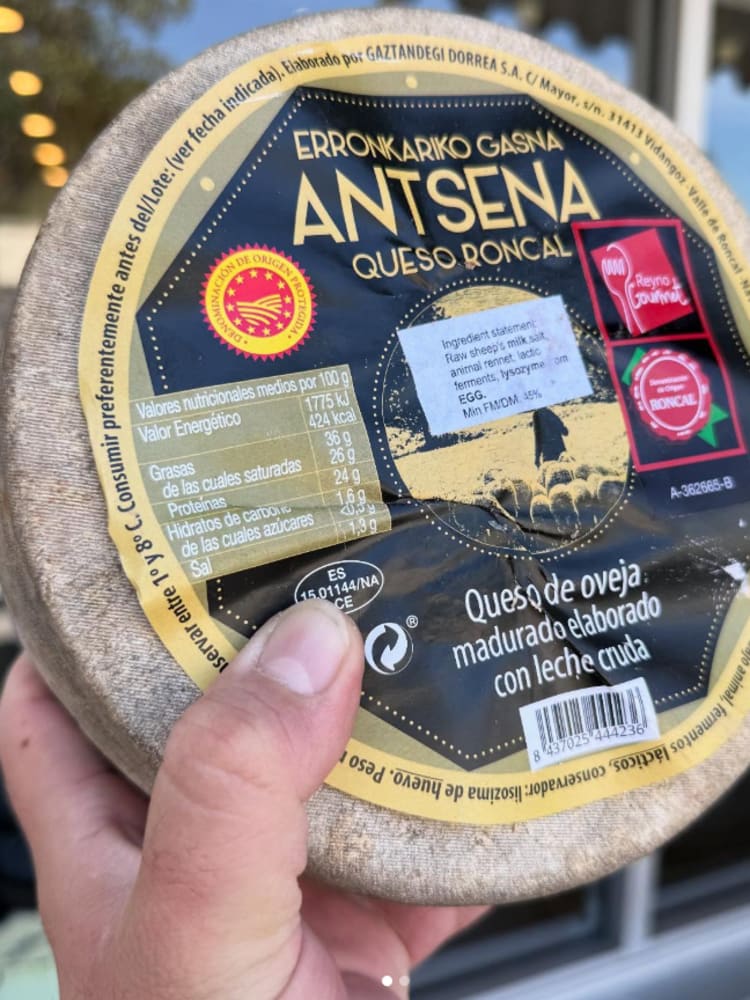 Consumir preferentemente antes del/Lote: (ver fecha indicada). Elaborado por GAZTANDEGI DORREA S.A. C/ Mayor, s/n. 31413 Vidangoz - Valle de Roncal
ERRONKARIKO GASNA
ANTSENA
QUESO RONCAL
DENOMINACIÓN DE ORIGEN PROTEGIDA
Reyno
Gourmet
Denominación
de Origen
RONCAL
A-362665-B
Ingredient statement:
Raw sheep's milk, salt,
animal rennet, lactic
ferments, lysozyme
EGG.
Min FM/DM: 45%
Valores nutricionales medios por 100 g
Valor Energético 1775 kJ
424 kcal
Grasas 36 g
de las cuales saturadas 26 g
Proteínas 24 g
Hidratos de carbono 1,6 g
de las cuales azúcares
Sal 1,3 g
ES
15.01144/NA
CE
®
Queso de oveja
madurado elaborado
con leche cruda
8 437025 444236
animal, fermentos lácticos, conservador: lisozima de huevo. Peso
entre 1º y 8º C.